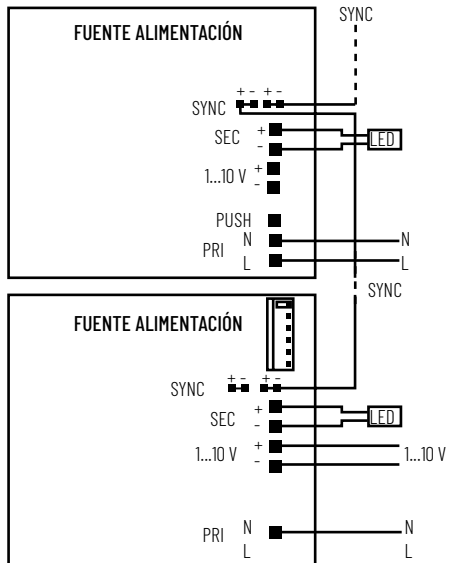 SYNC
FUENTE ALIMENTACIÓN
+ - + -
SYNC
SEC + LED
-
1...10 V +
-
PUSH
N N
PRI
L L
SYNC
FUENTE ALIMENTACIÓN
+ - + -
SYNC
SEC + LED
-
1...10 V + 1...10 V
-
PRI N N
L L